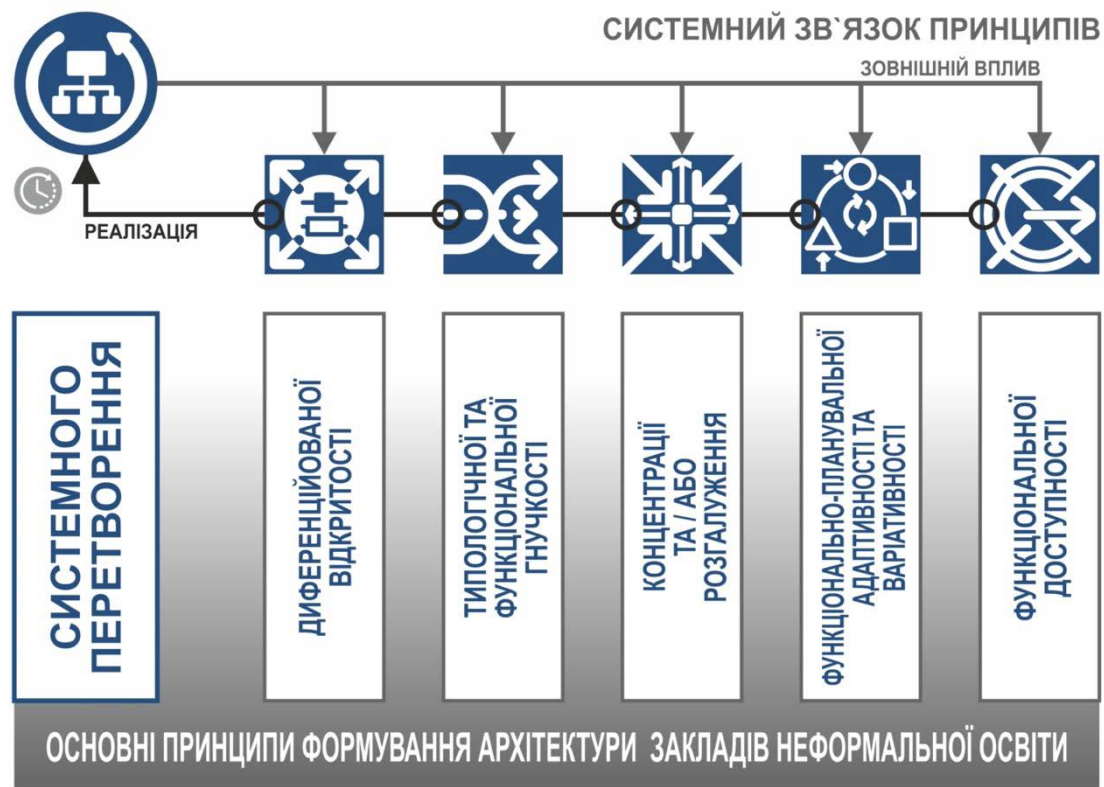 СИСТЕМНИЙ ЗВ`ЯЗОК ПРИНЦИПІВ
ЗОВНІШНІЙ ВПЛИВ
РЕАЛІЗАЦІЯ
СИСТЕМНОГО
ПЕРЕТВОРЕННЯ
ДИФЕРЕНЦІЙОВАНОЇ
ВІДКРИТОСТІ
ТИПОЛОГІЧНОЇ ТА
ФУНКЦІОНАЛЬНОЇ
ГНУЧКОСТІ
КОНЦЕНТРАЦІЇ
ТА / АБО
РОЗГАЛУЖЕННЯ
ФУНКЦІОНАЛЬНО-ПЛАНУВАЛЬНОЇ
АДАПТИВНОСТІ ТА
ВАРІАТИВНОСТІ
ФУНКЦІОНАЛЬНОЇ
ДОСТУПНОСТІ
ОСНОВНІ ПРИНЦИПИ ФОРМУВАННЯ АРХІТЕКТУРИ ЗАКЛАДІВ НЕФОРМАЛЬНОЇ ОСВІТИ